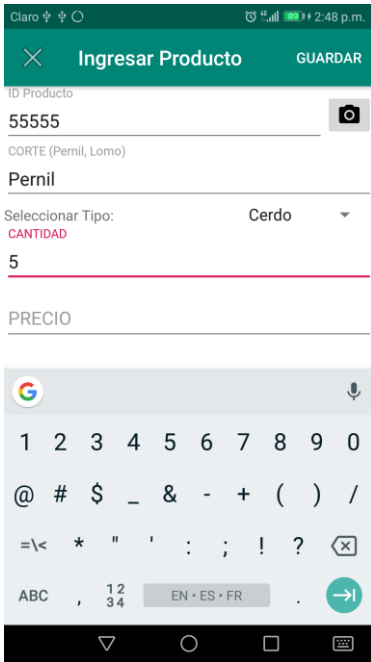 Claro 89 2:48 p.m.
Ingresar Producto GUARDAR
ID Producto
55555
CORTE (Pernil, Lomo)
Pernil
Seleccionar Tipo: Cerdo
CANTIDAD
5
PRECIO
G
1 2 3 4 5 6 7 8 9 0
@ # $ _ & - + ( ) /
=\< * " ' : ; ! ?
ABC , 12 34 EN • ES • FR .